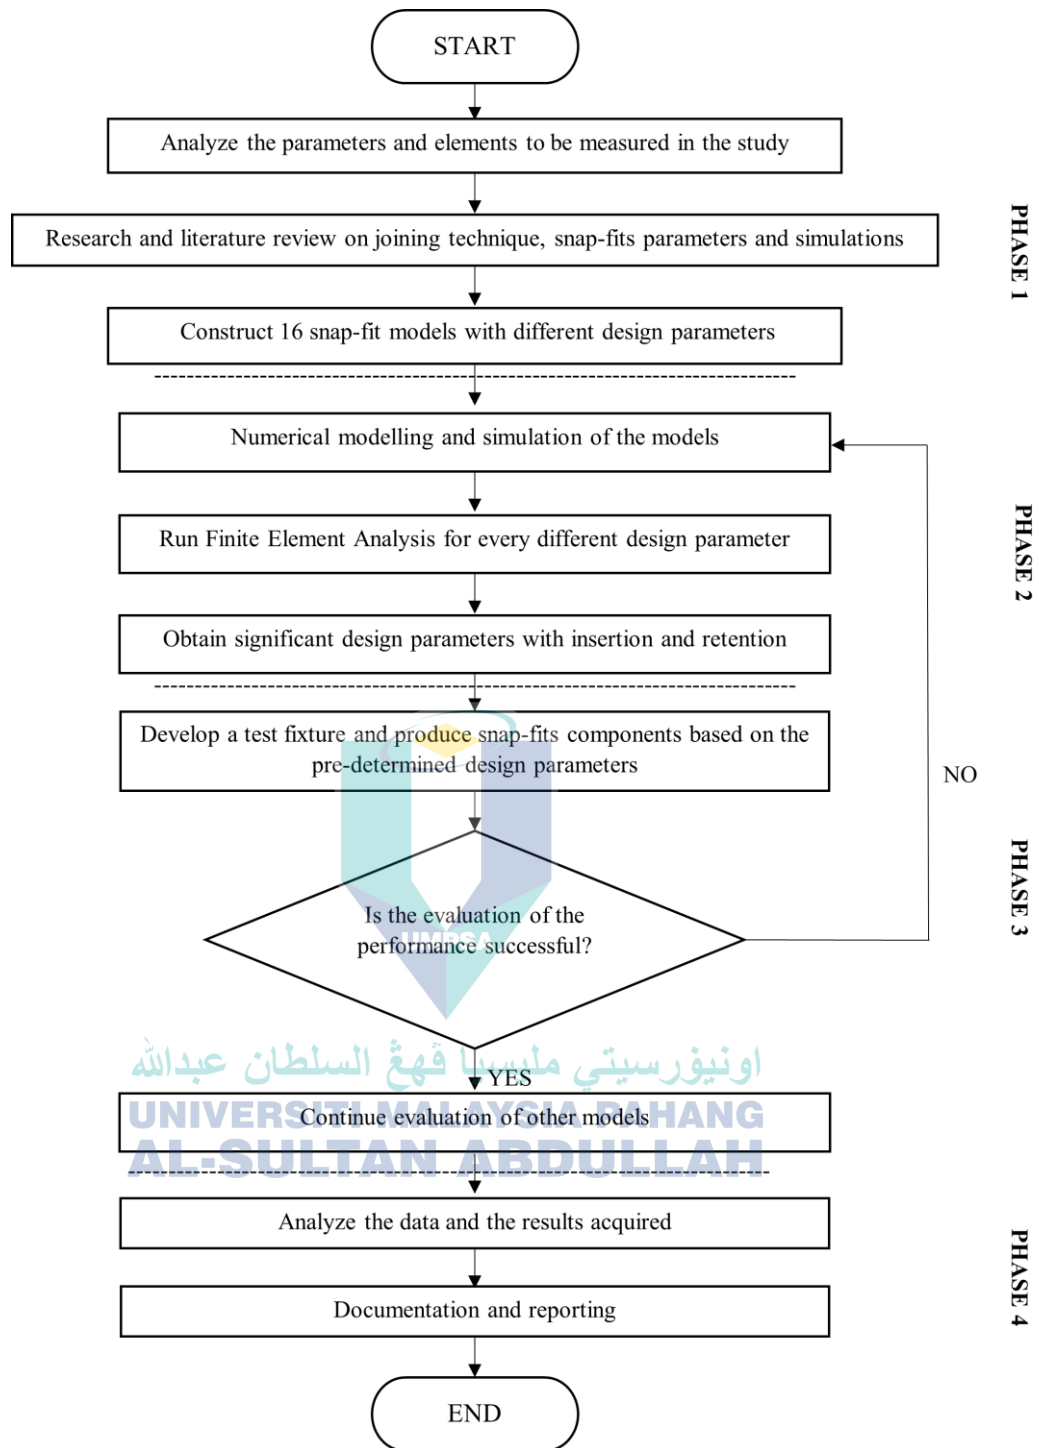 START
Analyze the parameters and elements to be measured in the study
Research and literature review on joining technique, snap-fits parameters and simulations
Construct 16 snap-fit models with different design parameters
PHASE 1
Numerical modelling and simulation of the models
Run Finite Element Analysis for every different design parameter
Obtain significant design parameters with insertion and retention
PHASE 2
Develop a test fixture and produce snap-fits components based on the
pre-determined design parameters
NO
Is the evaluation of the
performance successful?
UMPSA
PHASE 3
اونيۏرسيتي مليسيا ڤهڠ السلطان عبدالله
YES
UNIVERSITI MALAYSIA PAHANG
Continue evaluation of other models
AL-SULTAN ABDULLAH
Analyze the data and the results acquired
Documentation and reporting
PHASE 4
END